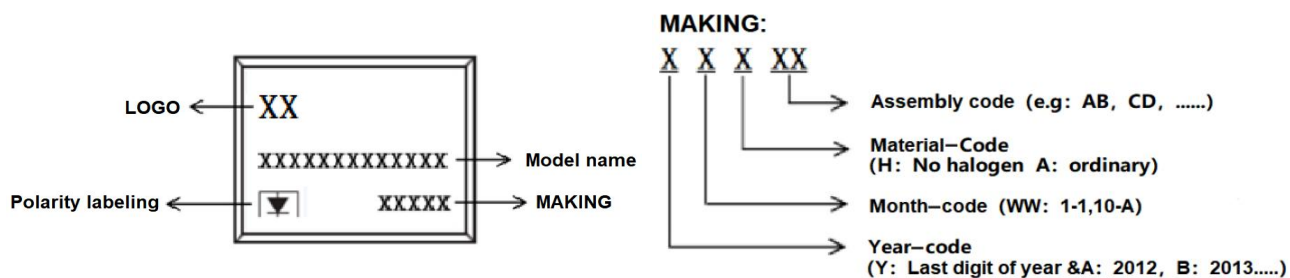 LOGO
XX
XXXXXXXXXXXXX
Model name
Polarity labeling
XXXXX
MAKING
MAKING:
X X X XX
Assembly code (e.g: AB, CD, ......)
Material-Code
(H: No halogen A: ordinary)
Month-code (WW: 1-1,10-A)
Year-code
(Y: Last digit of year &A: 2012, B: 2013.....)